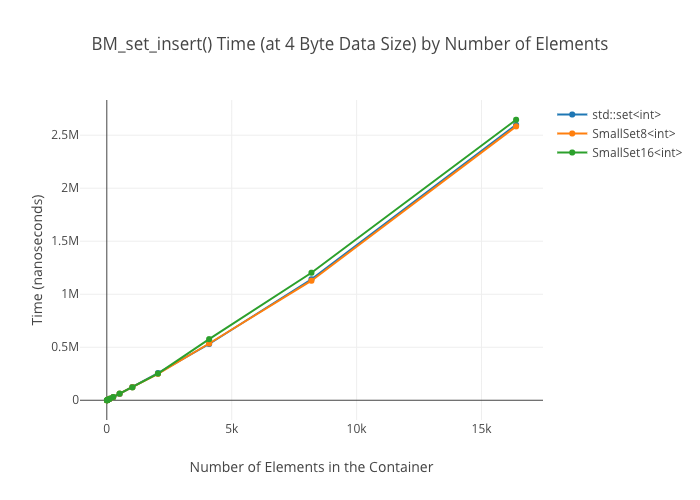 BM_set_insert() Time (at 4 Byte Data Size) by Number of Elements
std::set<int>
SmallSet8<int>
SmallSet16<int>
2.5M
2M
1.5M
1M
0.5M
0
Time (nanoseconds)
0
5k
10k
15k
Number of Elements in the Container